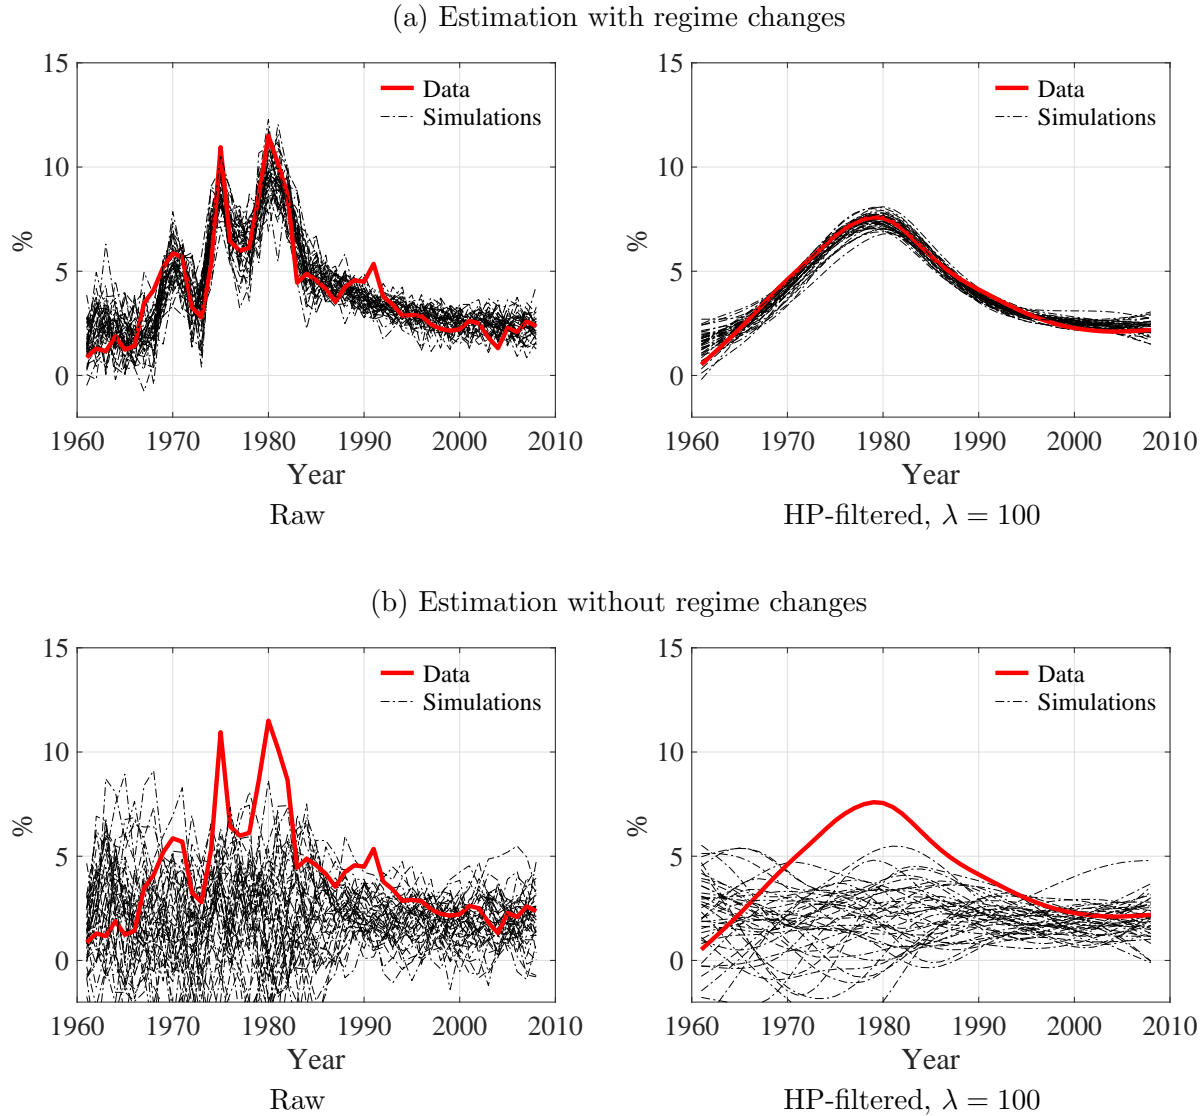 (a) Estimation with regime changes
15
10
5
0
%
Data
Simulations
1960 1970 1980 1990 2000 2010
Year
Raw
15
10
5
0
%
Data
Simulations
1960 1970 1980 1990 2000 2010
Year
HP-filtered, λ = 100
(b) Estimation without regime changes
15
10
5
0
%
Data
Simulations
1960 1970 1980 1990 2000 2010
Year
Raw
15
10
5
0
%
Data
Simulations
1960 1970 1980 1990 2000 2010
Year
HP-filtered, λ = 100